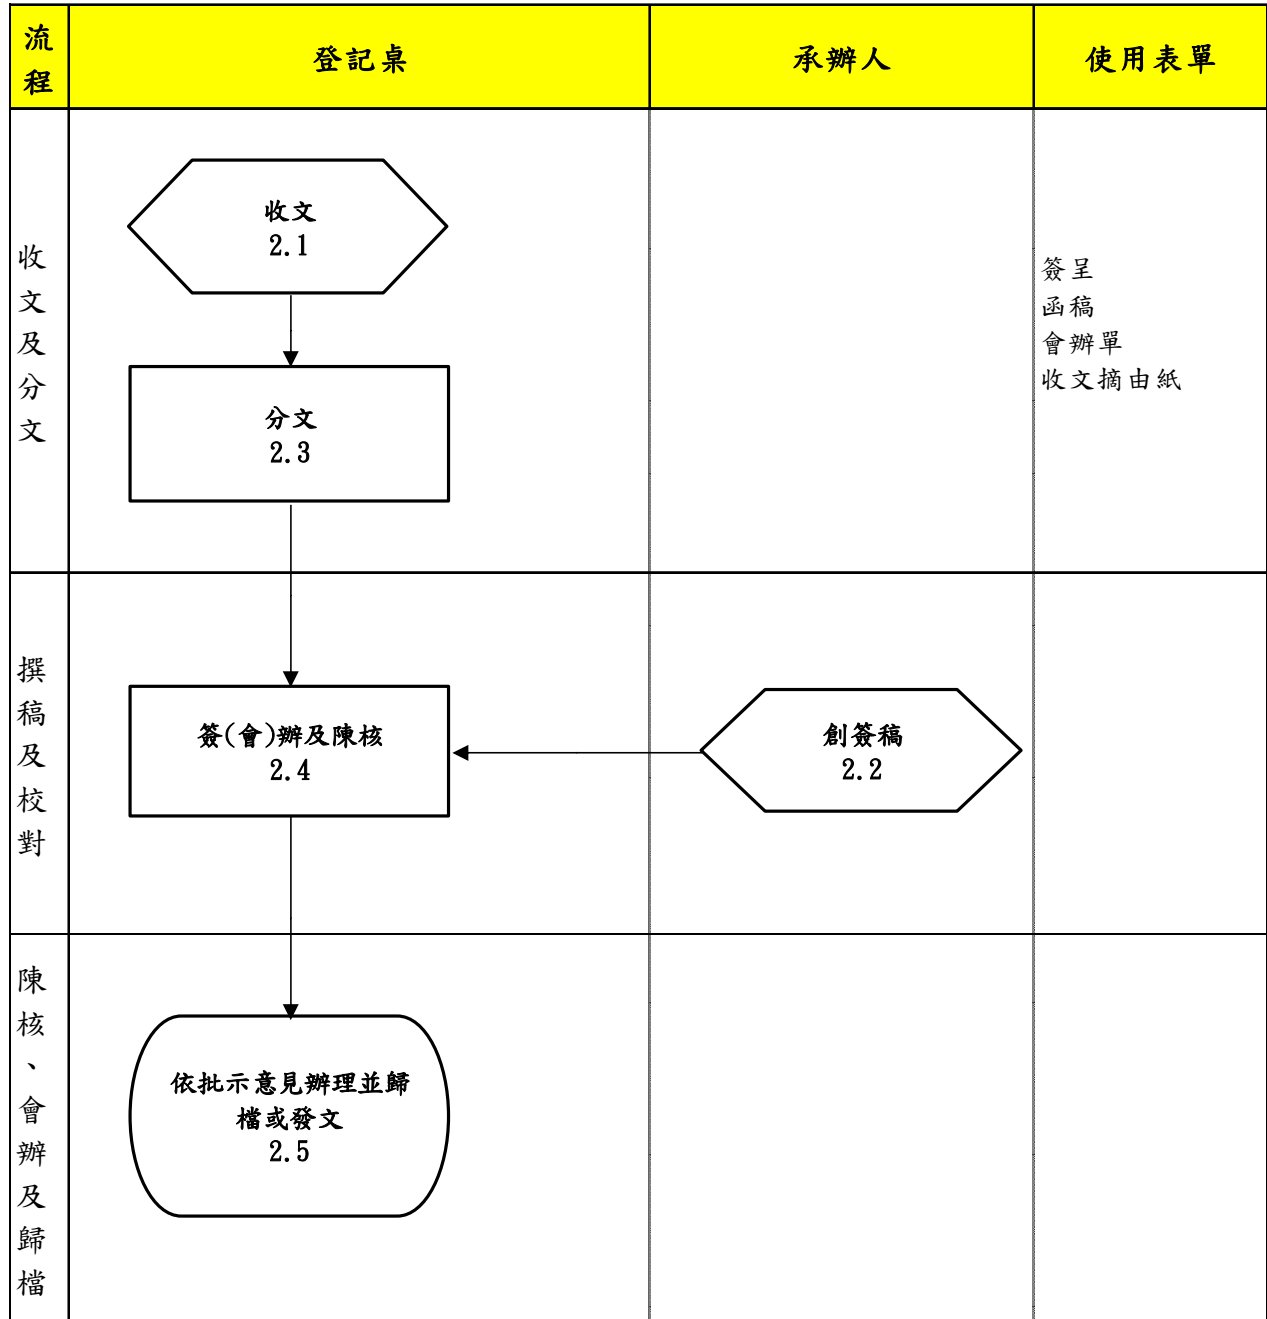 流程
登記桌
承辦人
使用表單
收文及分文
收文
2.1
分文
2.3
簽呈
函稿
會辦單
收文摘由紙
撰稿及校對
簽(會)辦及陳核
2.4
創簽稿
2.2
陳核、會辦及歸檔
依批示意見辦理並歸
檔或發文
2.5